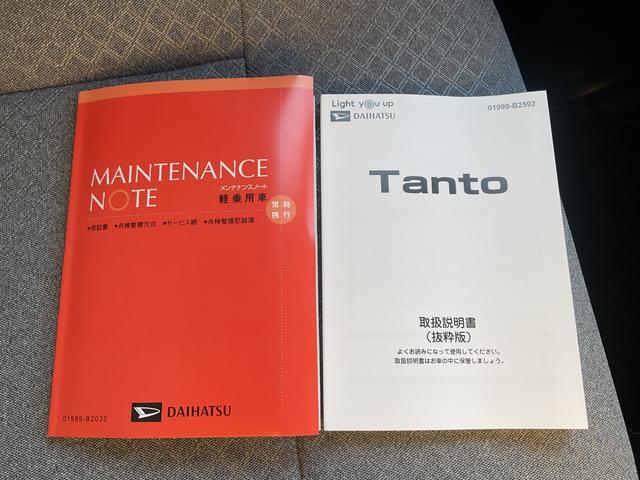 MAINTENANCE
NOTE
メンテナンスノート
軽乗用車
常時
携行
●保証書 ●点検整備方式 ●サービス網 ●点検整備記録簿
01999-B2032
DAIHATSU
Light you up
DAIHATSU
01999-B2592
Tanto
取扱説明書
（抜粋版）
よくお読みになって使用してください。
取扱説明書はお車の中に保管しましょう。